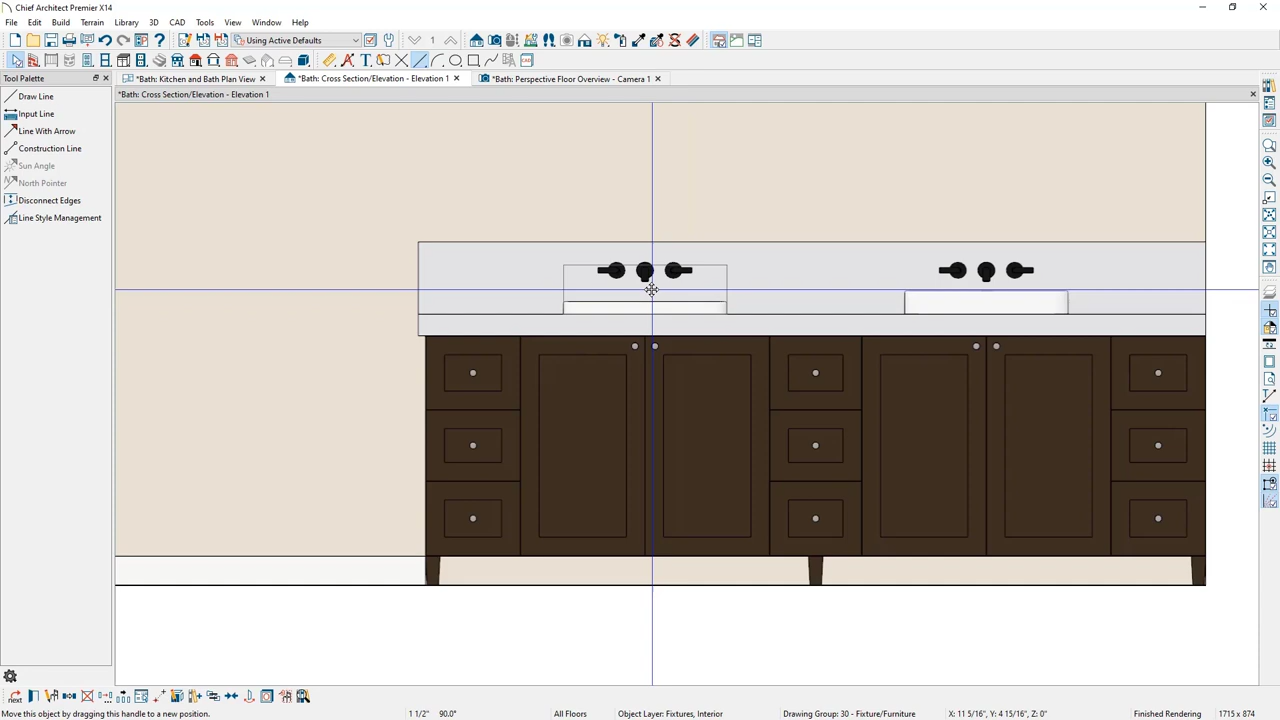 Chief Architect Premier X14
File Edit Build Terrain Library 3D CAD Tools View Window Help
Using Active Defaults
1
Tool Palette
*Bath: Kitchen and Bath Plan View
*Bath: Cross Section/Elevation - Elevation 1
*Bath: Perspective Floor Overview - Camera 1
*Bath: Cross Section/Elevation - Elevation 1
Draw Line
Input Line
Line With Arrow
Construction Line
Sun Angle
North Pointer
Disconnect Edges
Line Style Management
next
Move this object by dragging this handle to a new position.
1 1/2" 90.0°
All Floors
Object Layer: Fixtures, Interior
Drawing Group: 30 - Fixture/Furniture
X: 11 5/16", Y: 4 15/16", Z: 0"
Finished Rendering
1715 x 874